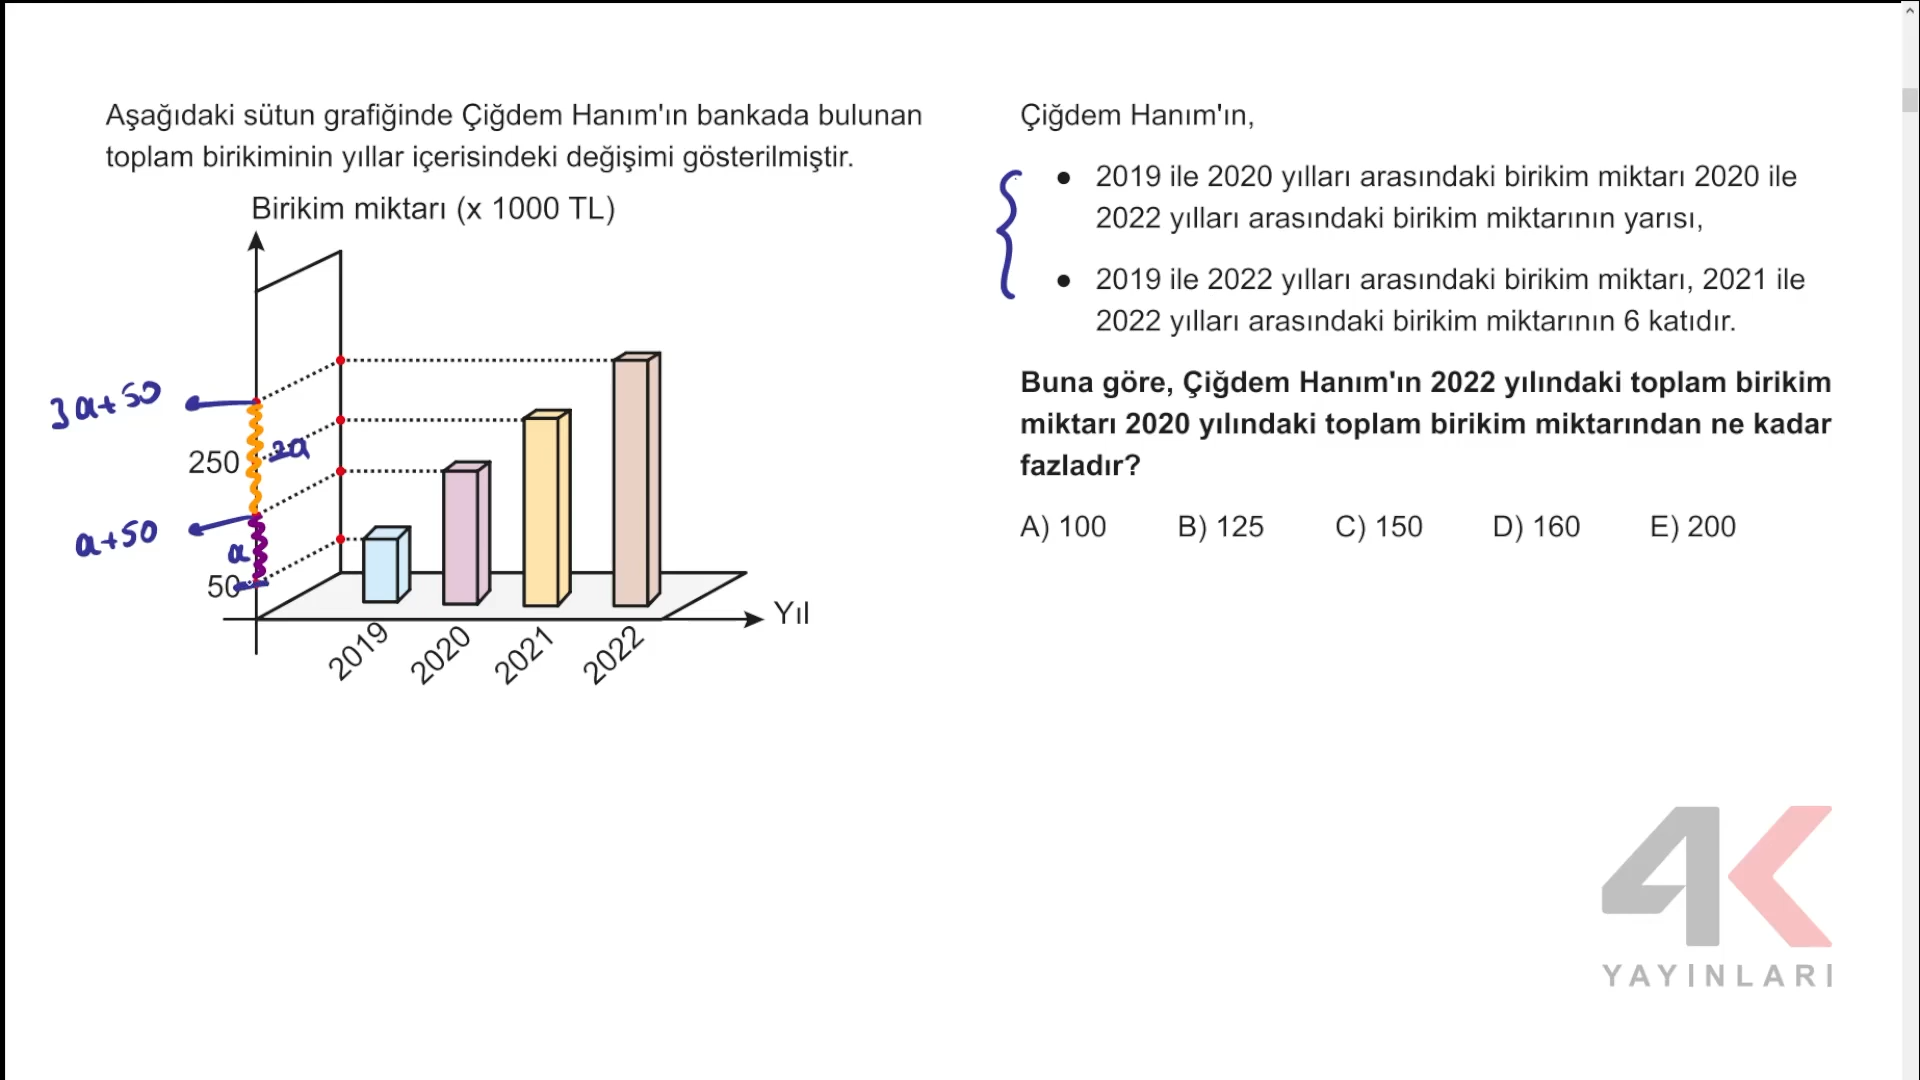 Aşağıdaki sütun grafiğinde Çiğdem Hanım'ın bankada bulunan
toplam birikiminin yıllar içerisindeki değişimi gösterilmiştir.
Birikim miktarı (x 1000 TL)
3a+50
2a
250
a+50
a
50
Yıl
2019
2020
2021
2022
Çiğdem Hanım'ın,
● 2019 ile 2020 yılları arasındaki birikim miktarı 2020 ile
2022 yılları arasındaki birikim miktarının yarısı,
● 2019 ile 2022 yılları arasındaki birikim miktarı, 2021 ile
2022 yılları arasındaki birikim miktarının 6 katıdır.
Buna göre, Çiğdem Hanım'ın 2022 yılındaki toplam birikim
miktarı 2020 yılındaki toplam birikim miktarından ne kadar
fazladır?
A) 100 B) 125 C) 150 D) 160 E) 200
4K
YAYINLARI